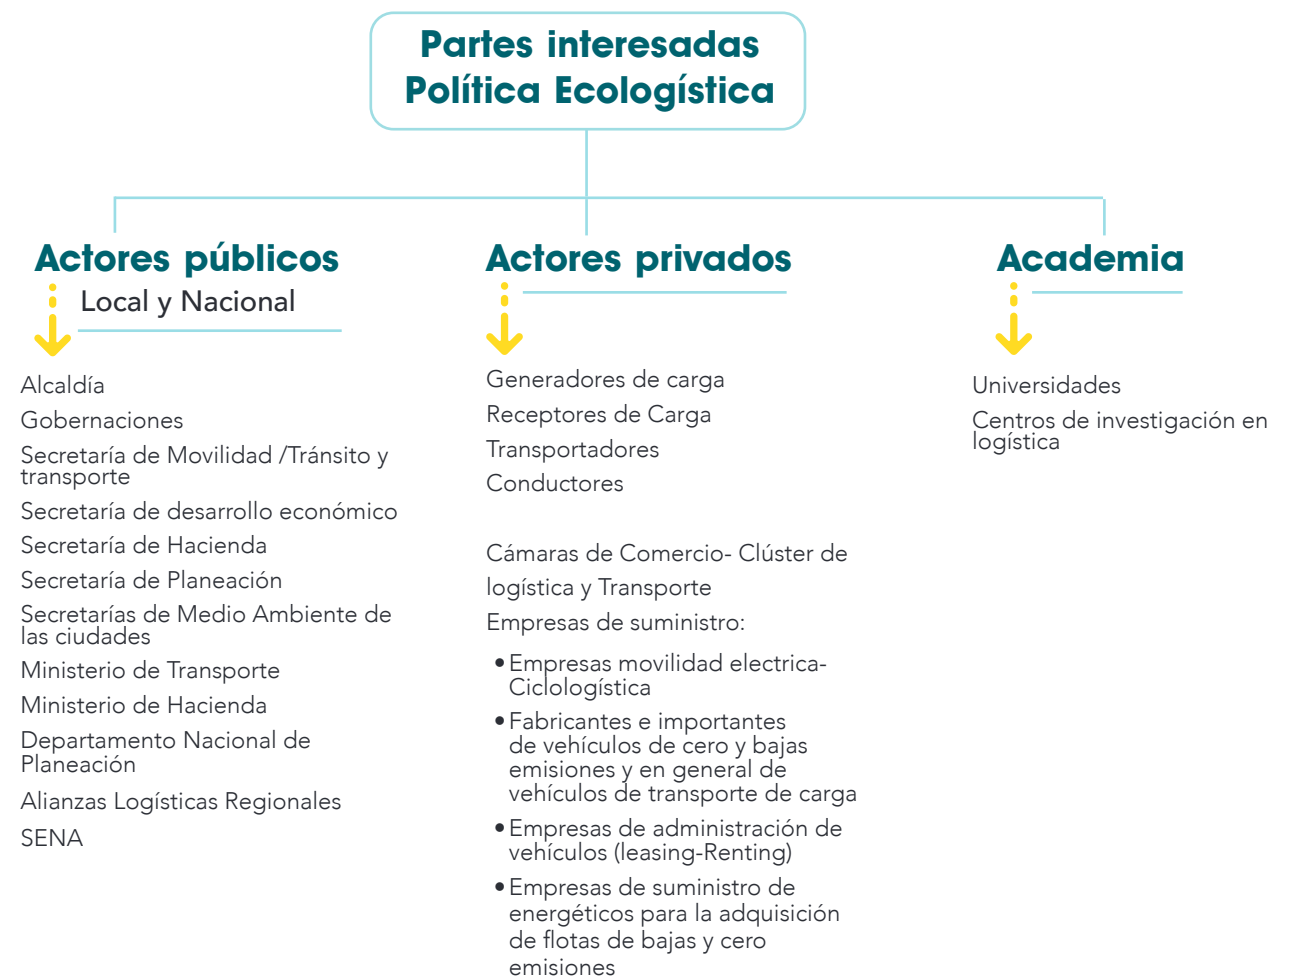 Partes interesadas
Política Ecologística
Actores públicos
Local y Nacional
Alcaldía
Gobernaciones
Secretaría de Movilidad /Tránsito y
transporte
Secretaría de desarrollo económico
Secretaría de Hacienda
Secretaría de Planeación
Secretarías de Medio Ambiente de
las ciudades
Ministerio de Transporte
Ministerio de Hacienda
Departamento Nacional de
Planeación
Alianzas Logísticas Regionales
SENA
Actores privados
Generadores de carga
Receptores de Carga
Transportadores
Conductores
Cámaras de Comercio- Clúster de
logística y Transporte
Empresas de suministro:
•Empresas movilidad electrica-
Ciclologística
•Fabricantes e importantes
de vehículos de cero y bajas
emisiones y en general de
vehículos de transporte de carga
•Empresas de administración de
vehículos (leasing-Renting)
•Empresas de suministro de
energéticos para la adquisición
de flotas de bajas y cero
emisiones
Academia
Universidades
Centros de investigación en
logística